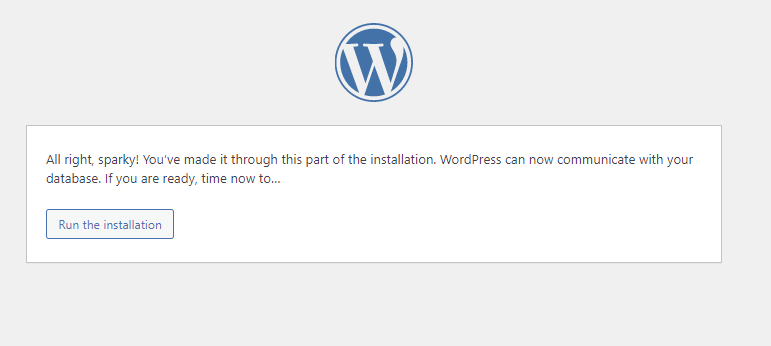 All right, sparky! You’ve made it through this part of the installation. WordPress can now communicate with your
database. If you are ready, time now to…
Run the installation